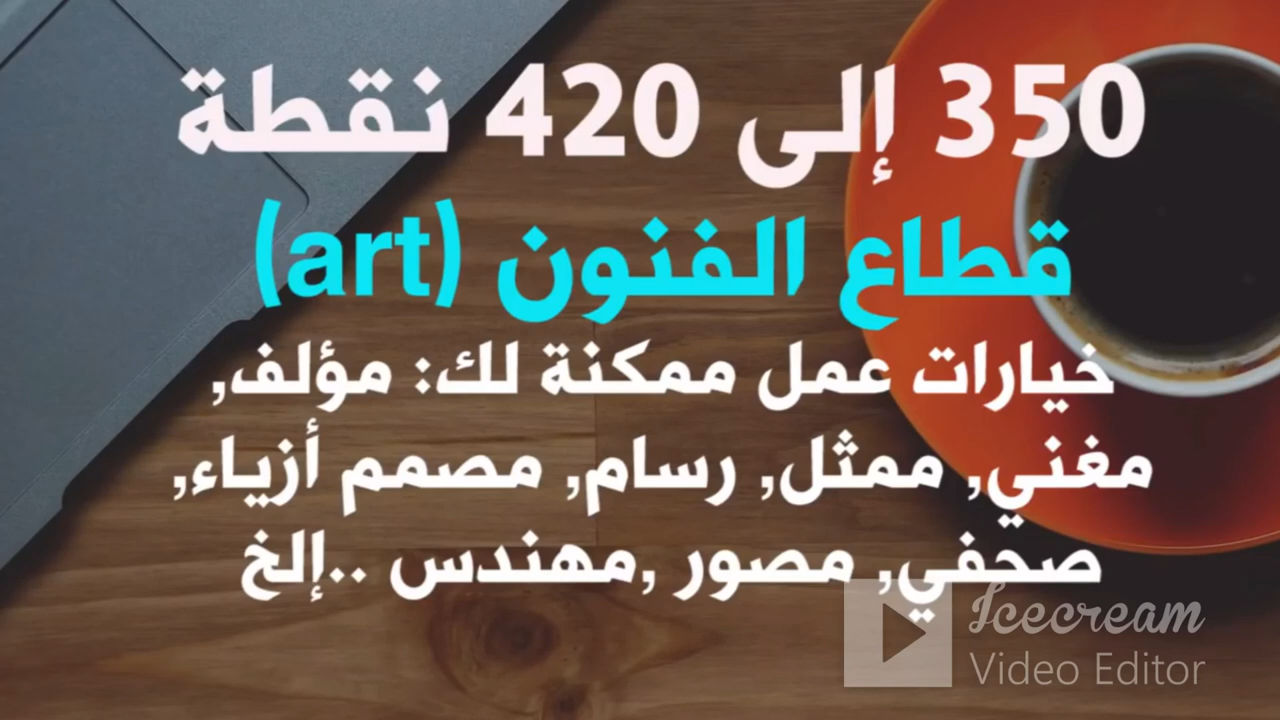 350 إلى 420 نقطة
قطاع الفنون (art)
خيارات عمل ممكنة لك: مؤلف,
مغني, ممثل, رسام, مصمم أزياء,
صحفي, مصور ,مهندس ..إلخ
Icecream
Video Editor